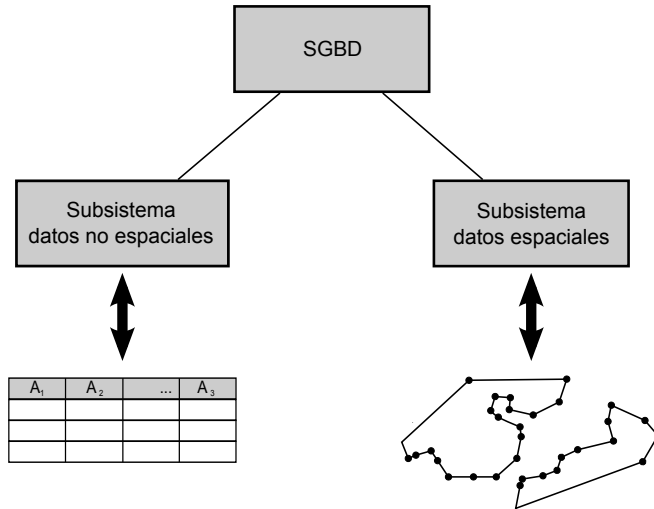 SGBD
Subsistema
datos no espaciales
Subsistema
datos espaciales
A₁ A₂ ... A₃